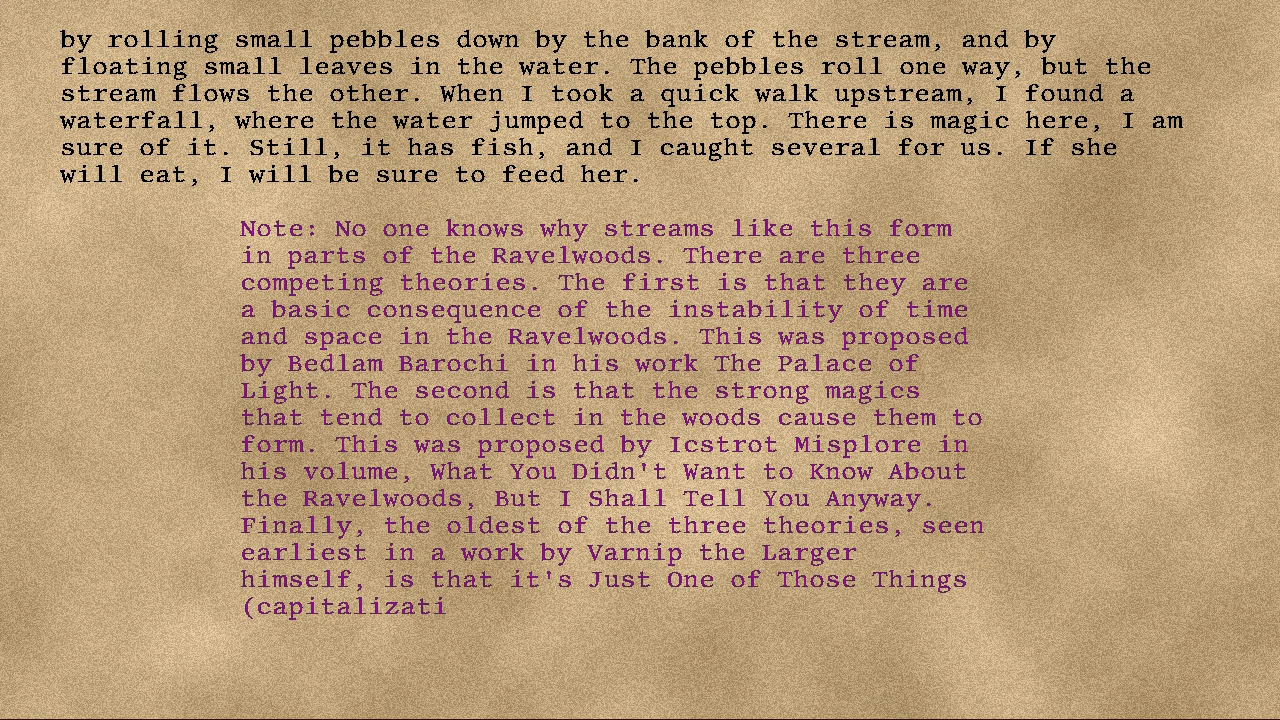 by rolling small pebbles down by the bank of the stream, and by
floating small leaves in the water. The pebbles roll one way, but the
stream flows the other. When I took a quick walk upstream, I found a
waterfall, where the water jumped to the top. There is magic here, I am
sure of it. Still, it has fish, and I caught several for us. If she
will eat, I will be sure to feed her.
Note: No one knows why streams like this form
in parts of the Ravelwoods. There are three
competing theories. The first is that they are
a basic consequence of the instability of time
and space in the Ravelwoods. This was proposed
by Bedlam Barochi in his work The Palace of
Light. The second is that the strong magics
that tend to collect in the woods cause them to
form. This was proposed by Icstrot Misplore in
his volume, What You Didn't Want to Know About
the Ravelwoods, But I Shall Tell You Anyway.
Finally, the oldest of the three theories, seen
earliest in a work by Varnip the Larger
himself, is that it's Just One of Those Things
(capitalizati